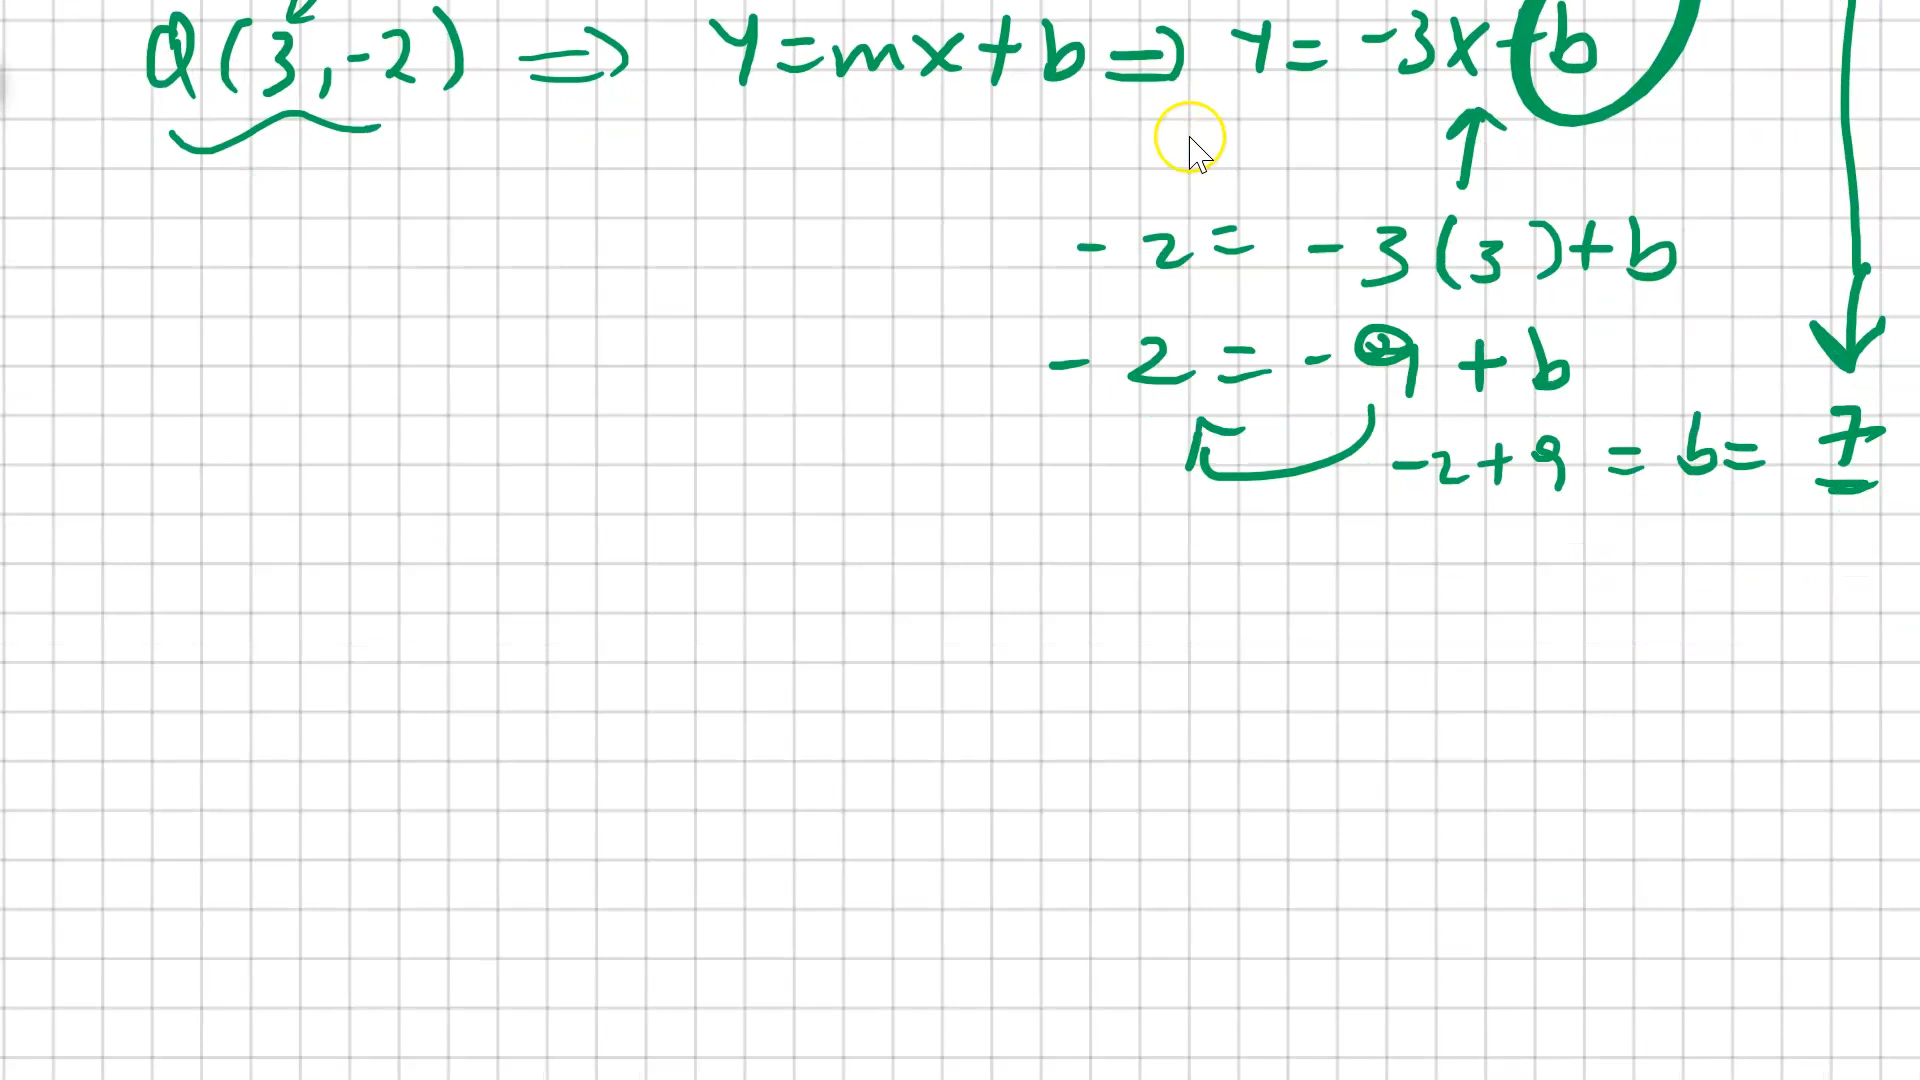 Q(3,-2) ⇒ Y=mx+b ⇒ Y= -3x+b
-2= -3(3)+b
-2= -9+b
-2+9 = b= 7